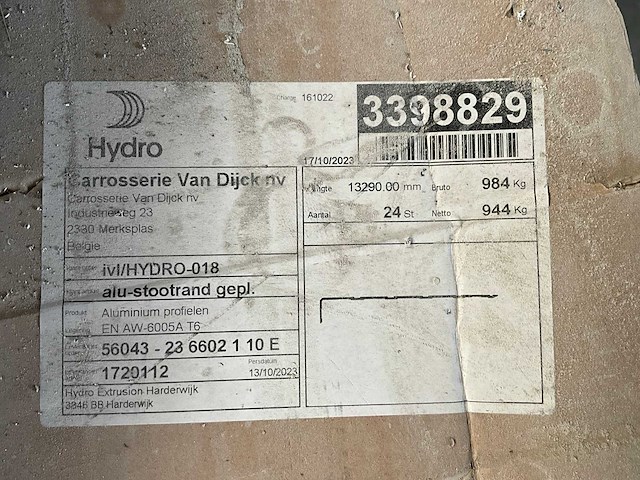 Hydro
Charge 161022
3398829
17/10/2023
Carrosserie Van Dijck nv
Carrosserie Van Dijck nv
Industrieweg 23
2330 Merksplas
Belgie
Lengte 13290.00 mm Bruto 984 Kg
Aantal 24 St Netto 944 Kg
ivl/HYDRO-018
alu-stootrand gepl.
Product Aluminium profielen
Legering EN AW-6005A T6
56043 - 23 6602 1 10 E
Persdatum
1720112 13/10/2023
Hydro Extrusion Harderwijk
3846 BB Harderwijk